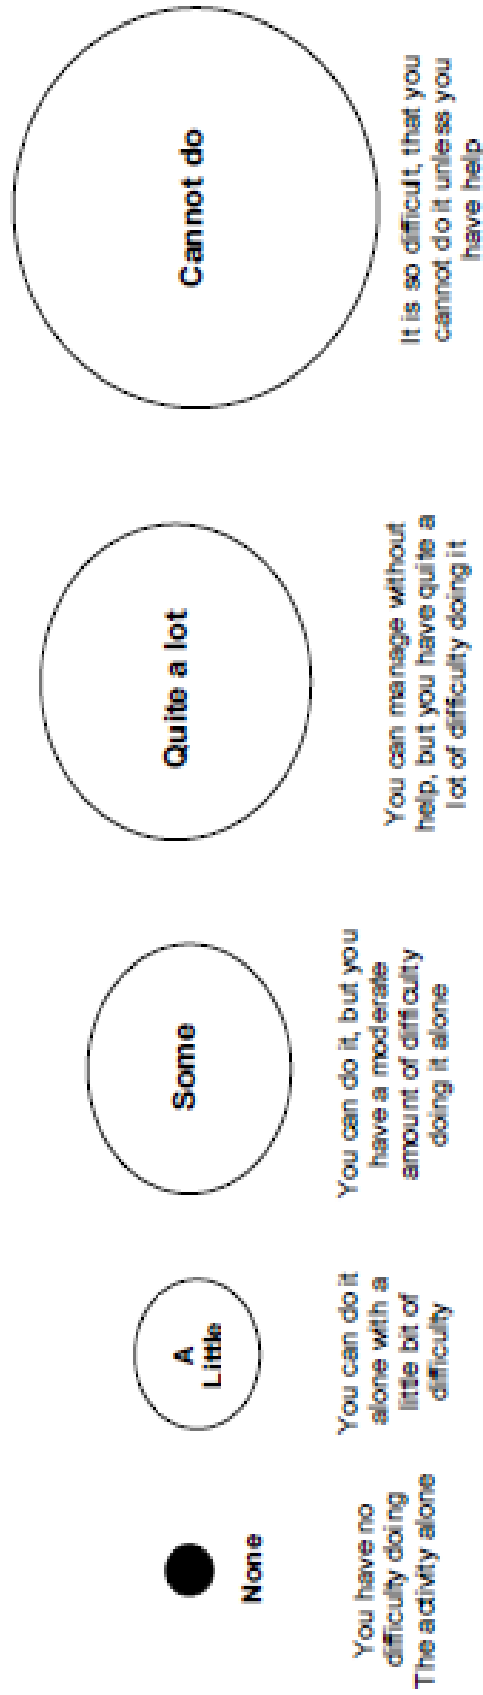 None
You have no
difficulty doing
The activity alone
A
Little
You can do it
alone with a
little bit of
difficulty
Some
You can do it, but you
have a moderate
amount of difficulty
doing it alone
Quite a lot
You can manage without
help, but you have quite a
lot of difficulty doing it
Cannot do
It is so difficult, that you
cannot do it unless you
have help